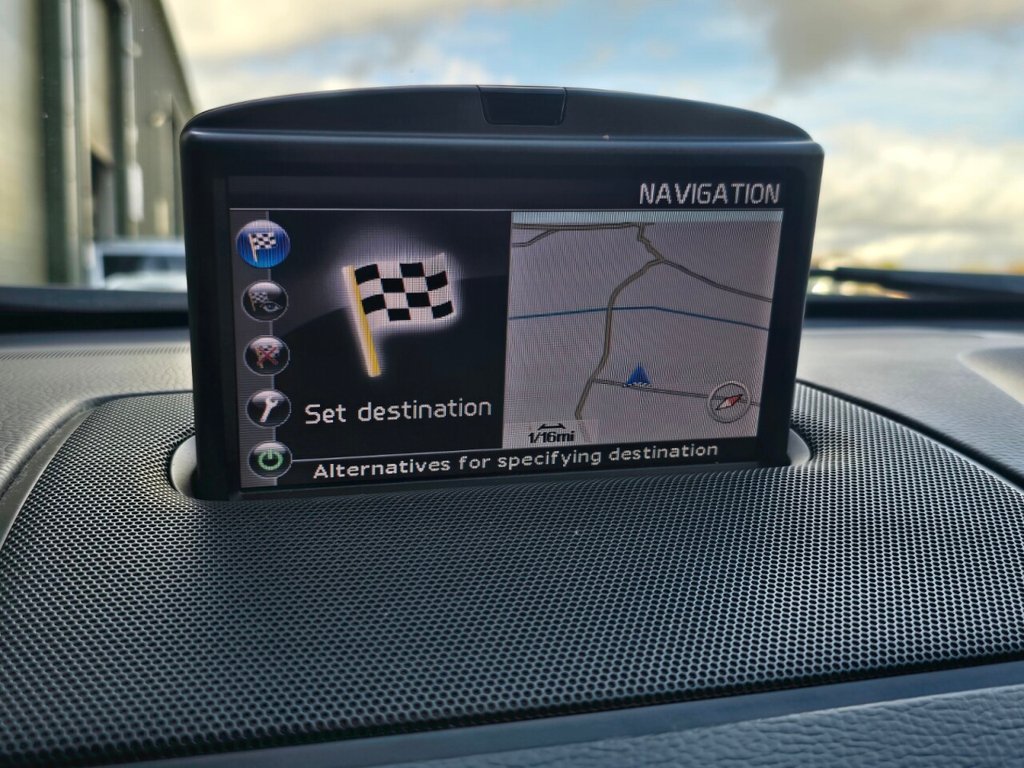 NAVIGATION
Set destination
1/16mi
Alternatives for specifying destination